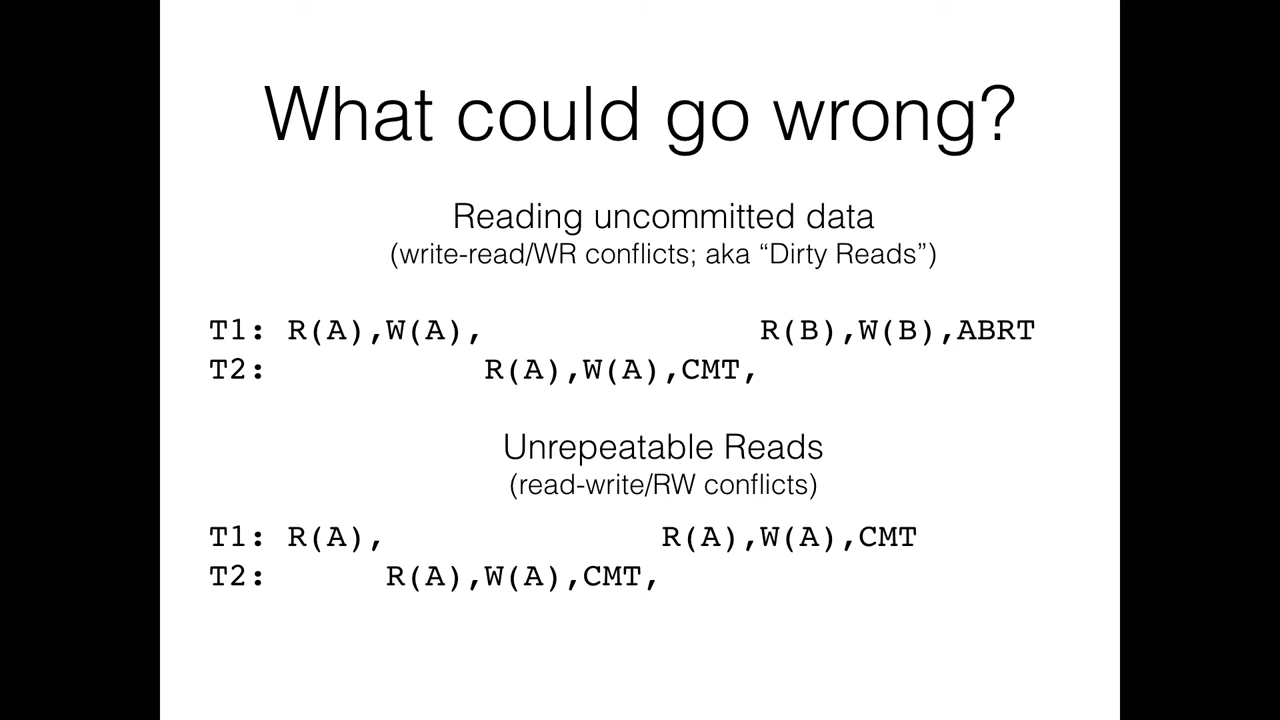 What could go wrong?
Reading uncommitted data
(write-read/WR conflicts; aka “Dirty Reads”)
T1: R(A),W(A), R(B),W(B),ABRT
T2: R(A),W(A),CMT,
Unrepeatable Reads
(read-write/RW conflicts)
T1: R(A), R(A),W(A),CMT
T2: R(A),W(A),CMT,